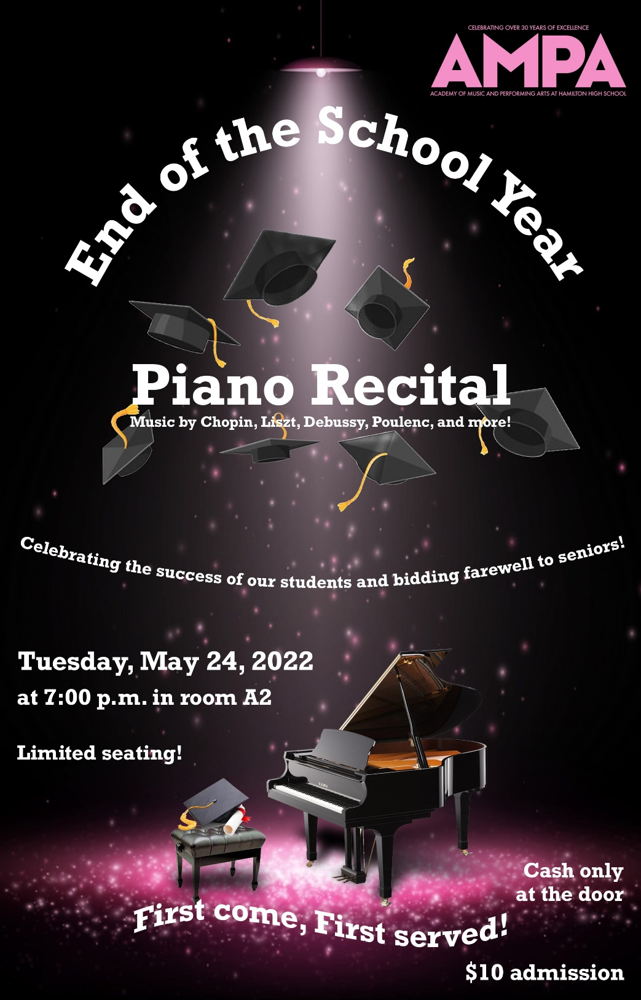 CELEBRATING OVER 30 YEARS OF EXCELLENCE
AMPA
ACADEMY OF MUSIC AND PERFORMING ARTS AT HAMILTON HIGH SCHOOL
End of the School Year
Piano Recital
Music by Chopin, Liszt, Debussy, Poulenc, and more!
Celebrating the success of our students and bidding farewell to seniors!
Tuesday, May 24, 2022
at 7:00 p.m. in room A2
Limited seating!
Cash only
at the door
First come, First served!
$10 admission